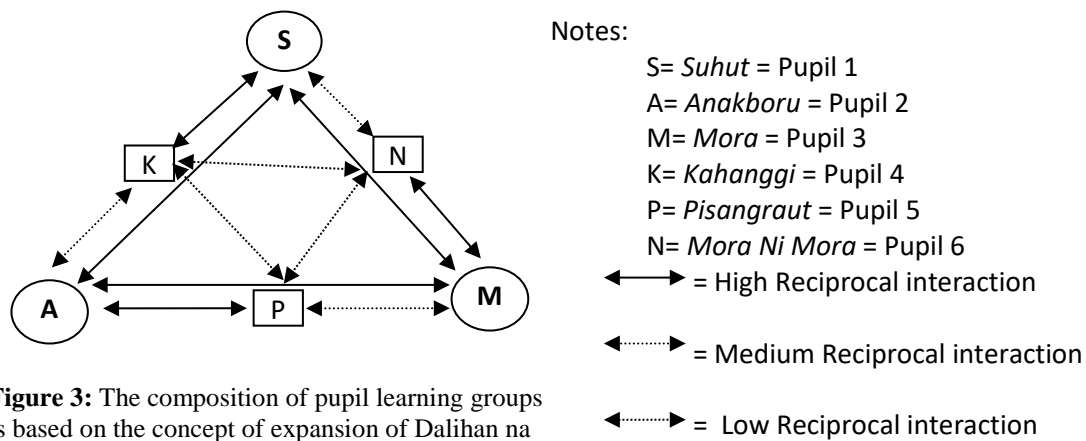 S
K
N
A
P
M
Notes:
S= Suhut = Pupil 1
A= Anakboru = Pupil 2
M= Mora = Pupil 3
K= Kahanggi = Pupil 4
P= Pisangraut = Pupil 5
N= Mora Ni Mora = Pupil 6
= High Reciprocal interaction
= Medium Reciprocal interaction
= Low Reciprocal interaction
igure 3: The composition of pupil learning groups
s based on the concept of expansion of Dalihan na